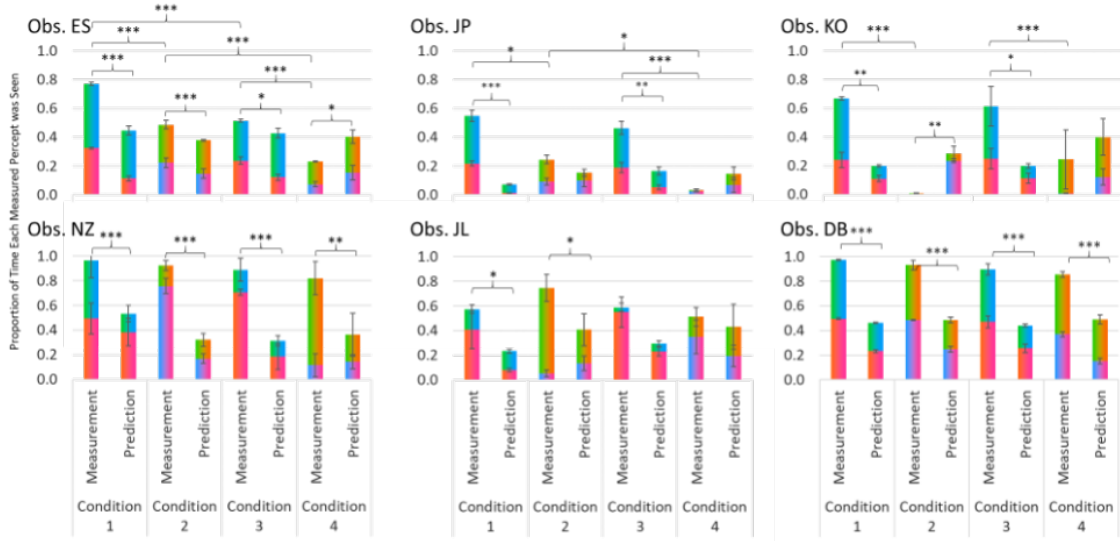 Proportion of Time Each Measured Percept was Seen
Obs. ES
***
***
***
***
***
***
*
*
1.0
0.8
0.6
0.4
0.2
0.0
Obs. JP
*
*
***
***
**
1.0
0.8
0.6
0.4
0.2
0.0
Obs. KO
***
***
**
**
*
1.0
0.8
0.6
0.4
0.2
0.0
Obs. NZ
***
***
***
**
1.0
0.8
0.6
0.4
0.2
0.0
Measurement
Prediction
Measurement
Prediction
Measurement
Prediction
Measurement
Prediction
Condition Condition Condition Condition
1 2 3 4
Obs. JL
*
*
1.0
0.8
0.6
0.4
0.2
0.0
Measurement
Prediction
Measurement
Prediction
Measurement
Prediction
Measurement
Prediction
Condition Condition Condition Condition
1 2 3 4
Obs. DB
***
***
***
***
1.0
0.8
0.6
0.4
0.2
0.0
Measurement
Prediction
Measurement
Prediction
Measurement
Prediction
Measurement
Prediction
Condition Condition Condition Condition
1 2 3 4